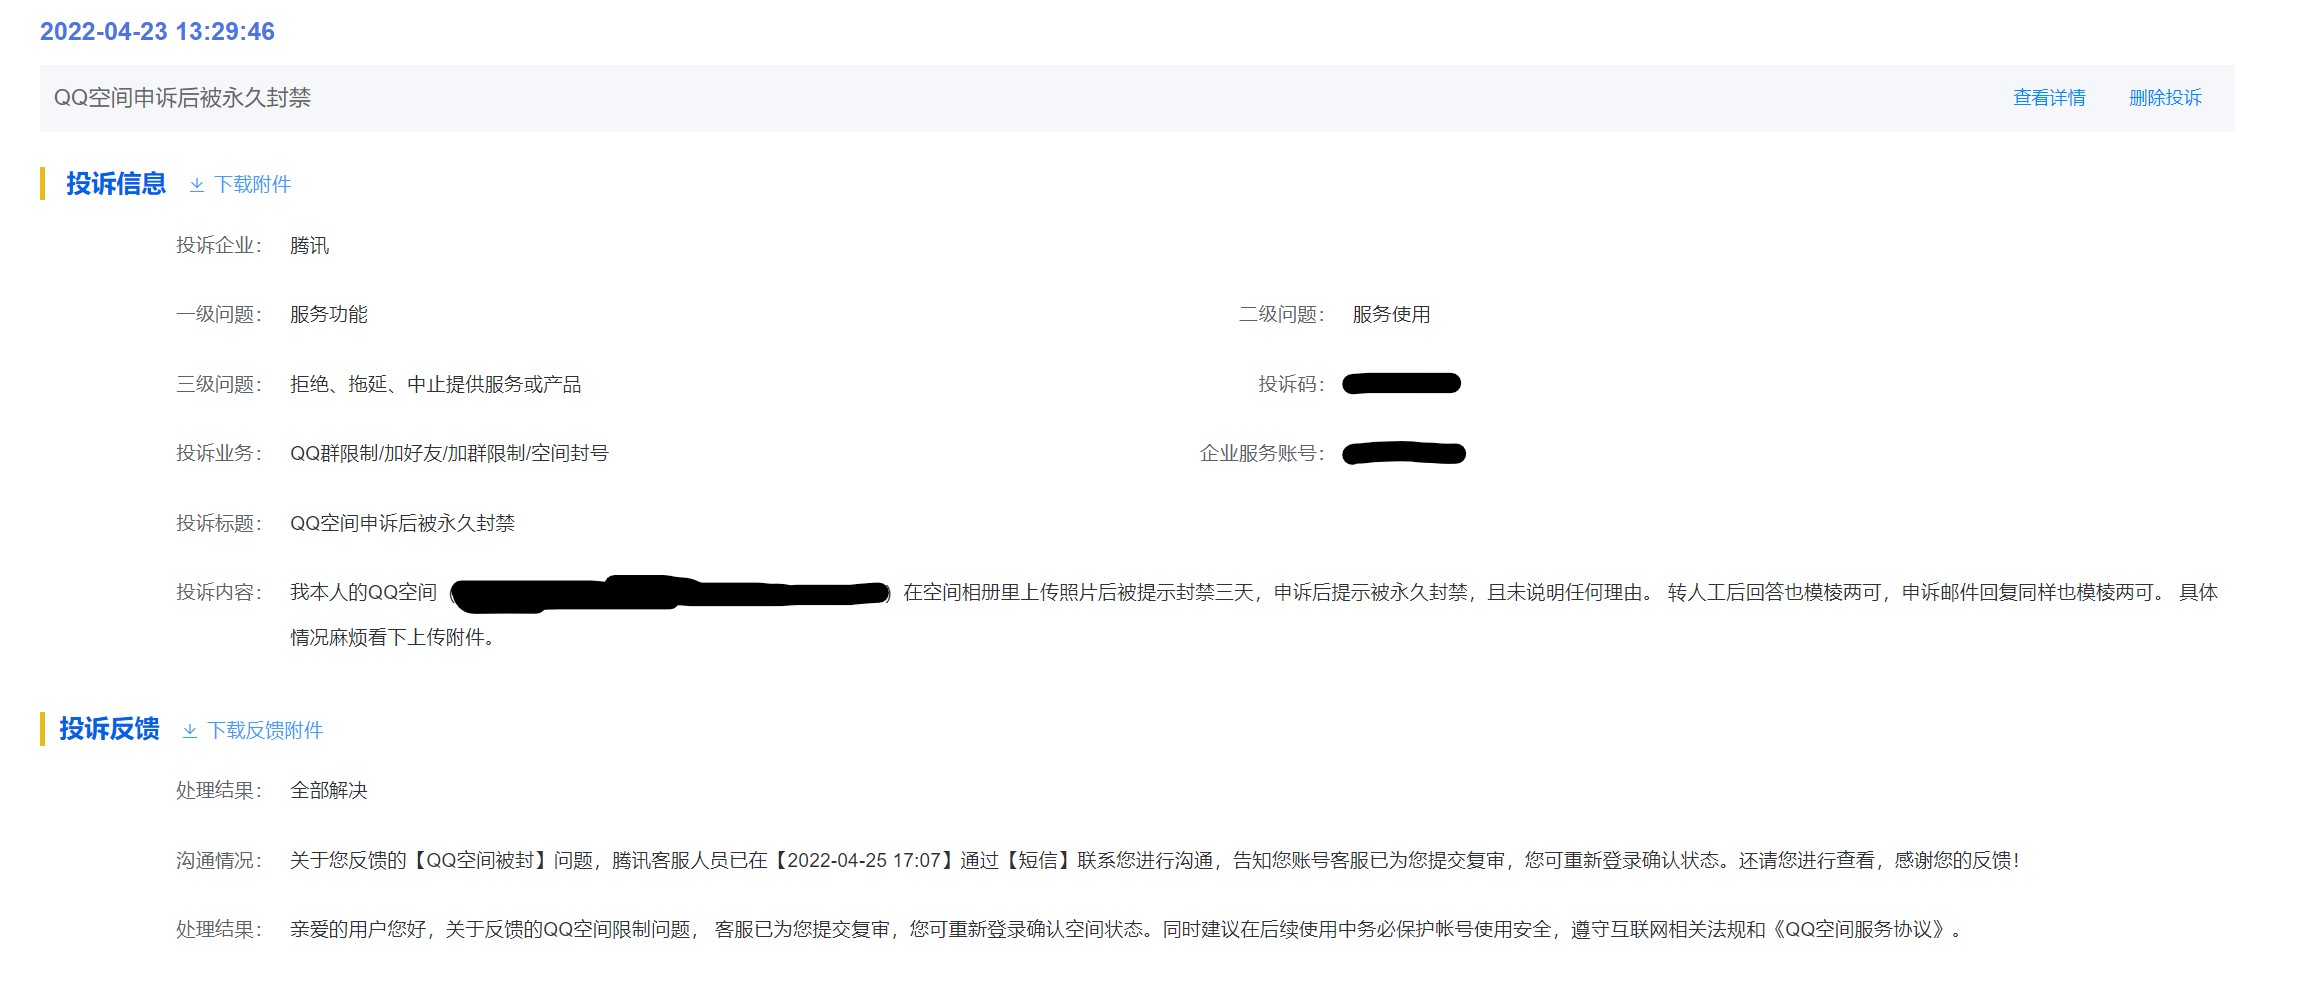 2022-04-23 13:29:46
QQ空间申诉后被永久封禁 查看详情 删除投诉
投诉信息 下载附件
投诉企业： 腾讯
一级问题： 服务功能 二级问题： 服务使用
三级问题： 拒绝、拖延、中止提供服务或产品 投诉码：
投诉业务： QQ群限制/加好友/加群限制/空间封号 企业服务账号：
投诉标题： QQ空间申诉后被永久封禁
投诉内容： 我本人的QQ空间（ ）在空间相册里上传照片后被提示封禁三天，申诉后提示被永久封禁，且未说明任何理由。 转人工后回答也模棱两可，申诉邮件回复同样也模棱两可。 具体
情况麻烦看下上传附件。
投诉反馈 下载反馈附件
处理结果： 全部解决
沟通情况： 关于您反馈的【QQ空间被封】问题，腾讯客服人员已在【2022-04-25 17:07】通过【短信】联系您进行沟通，告知您账号客服已为您提交复审，您可重新登录确认状态。还请您进行查看，感谢您的反馈！
处理结果： 亲爱的用户您好，关于反馈的QQ空间限制问题， 客服已为您提交复审，您可重新登录确认空间状态。同时建议在后续使用中务必保护帐号使用安全，遵守互联网相关法规和《QQ空间服务协议》。